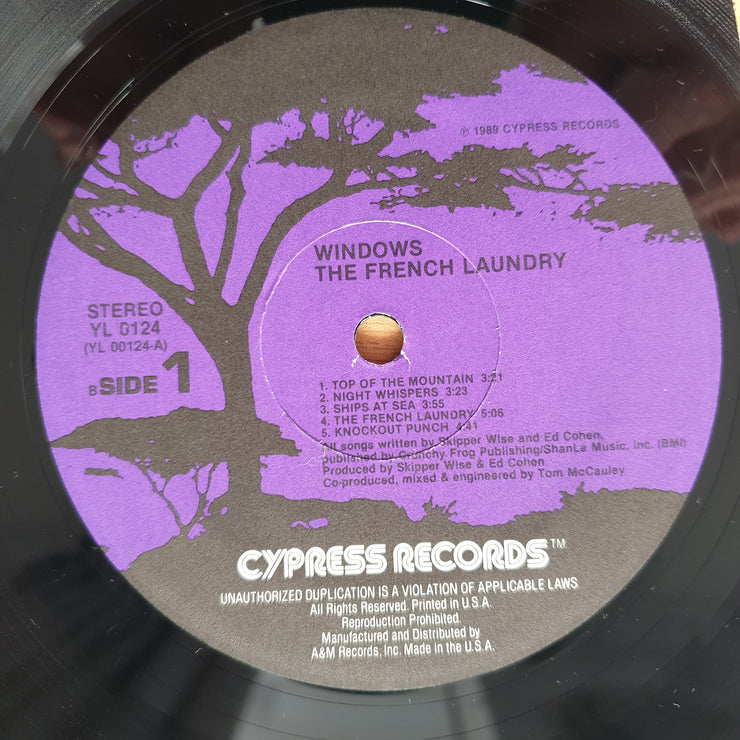 ℗ 1989 CYPRESS RECORDS
WINDOWS
THE FRENCH LAUNDRY
STEREO
YL 0124
(YL 00124-A)
B SIDE 1
1. TOP OF THE MOUNTAIN 3:21
2. NIGHT WHISPERS 3:23
3. SHIPS AT SEA 3:55
4. THE FRENCH LAUNDRY 5:06
5. KNOCKOUT PUNCH 4:41
All songs written by Skipper Wise and Ed Cohen,
published by Crunchy Frog Publishing/ShanLe Music, Inc. (BMI)
Produced by Skipper Wise & Ed Cohen
Co-produced, mixed & engineered by Tom McCauley
CYPRESS RECORDS™
UNAUTHORIZED DUPLICATION IS A VIOLATION OF APPLICABLE LAWS
All Rights Reserved. Printed in U.S.A.
Reproduction Prohibited.
Manufactured and Distributed by
A&M Records, Inc. Made in the U.S.A.